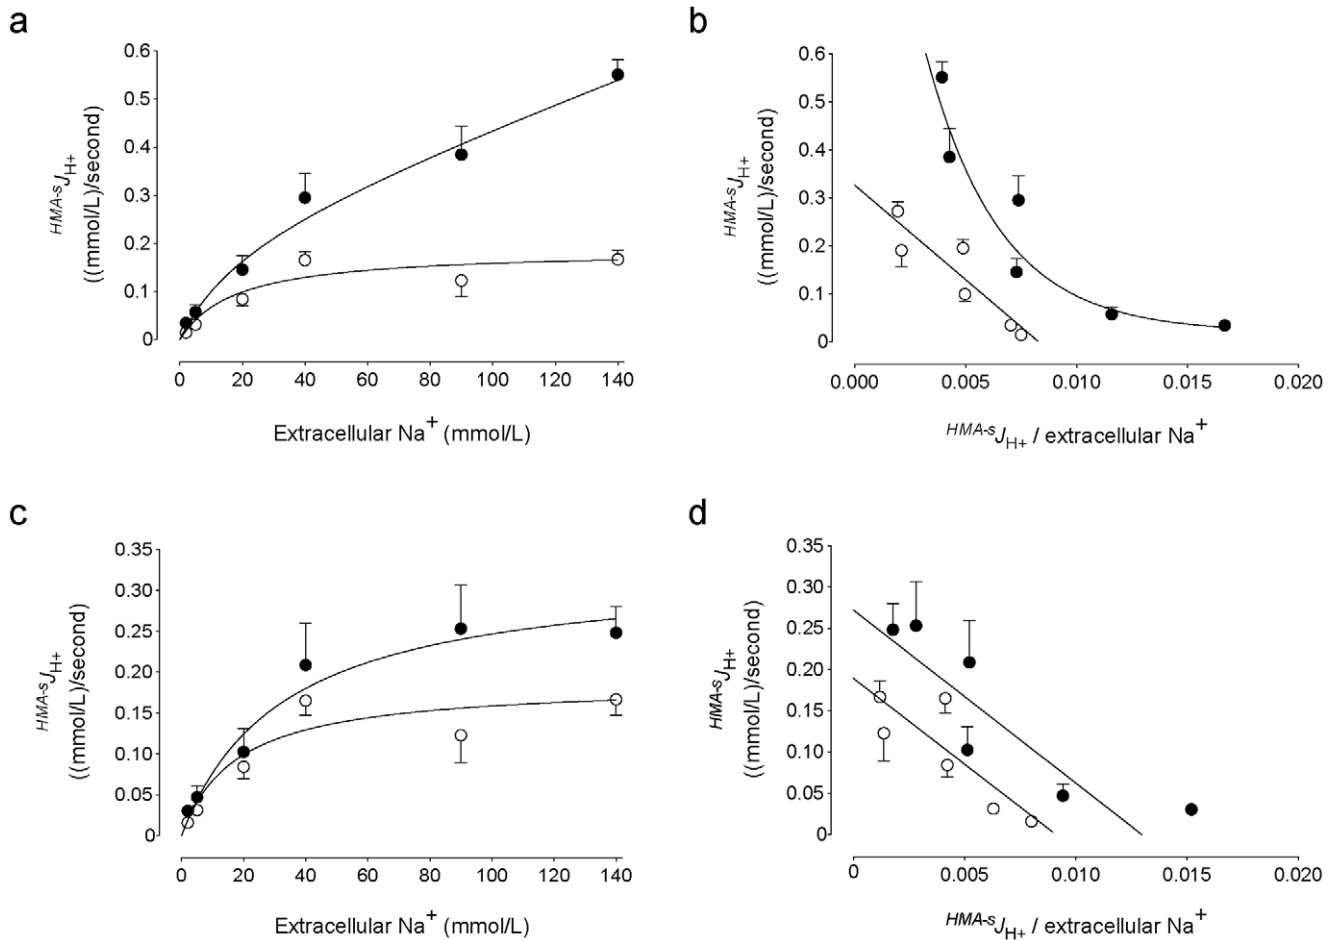 a
0.6
0.5
0.4
0.3
0.2
0.1
0
HMA-sJH+
((mmol/L)/second)
0 20 40 60 80 100 120 140
Extracellular Na+ (mmol/L)
b
0.6
0.5
0.4
0.3
0.2
0.1
0
HMA-sJH+
((mmol/L)/second)
0.000 0.005 0.010 0.015 0.020
HMA-sJH+ / extracellular Na+
c
0.35
0.30
0.25
0.20
0.15
0.10
0.05
0
HMA-sJH+
((mmol/L)/second)
0 20 40 60 80 100 120 140
Extracellular Na+ (mmol/L)
d
0.35
0.30
0.25
0.20
0.15
0.10
0.05
0
HMA-sJH+
((mmol/L)/second)
0 0.005 0.010 0.015 0.020
HMA-sJH+ / extracellular Na+